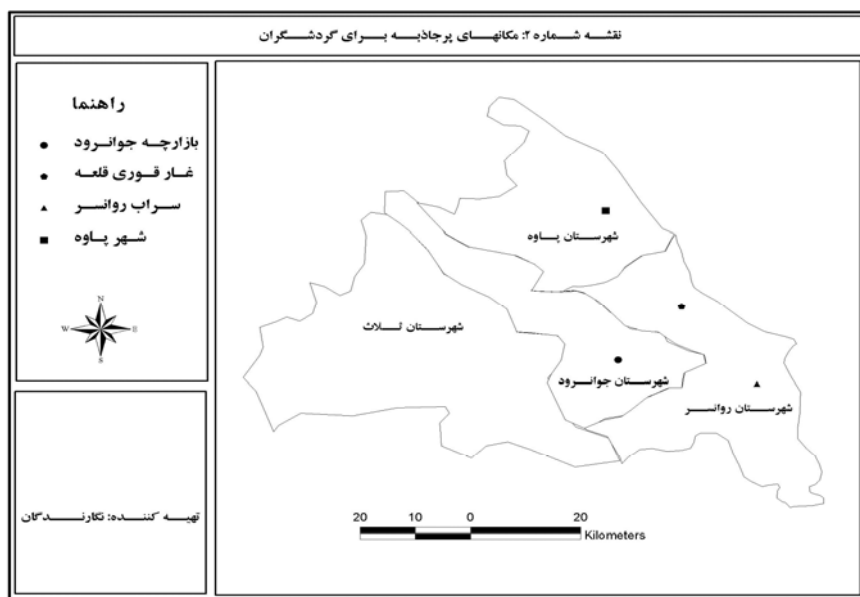 نقشه شماره ۲: مکانهای پرجاذبه برای گردشگران
راهنما
بازارچه جوانرود
غار قوری قلعه
سراب روانسر
شهر پاوه
N
W E
S
تهیه کننده: نگارندگان
شهرستان پاوه
شهرستان ثلاث
شهرستان جوانرود
شهرستان روانسر
20 10 0 20
Kilometers